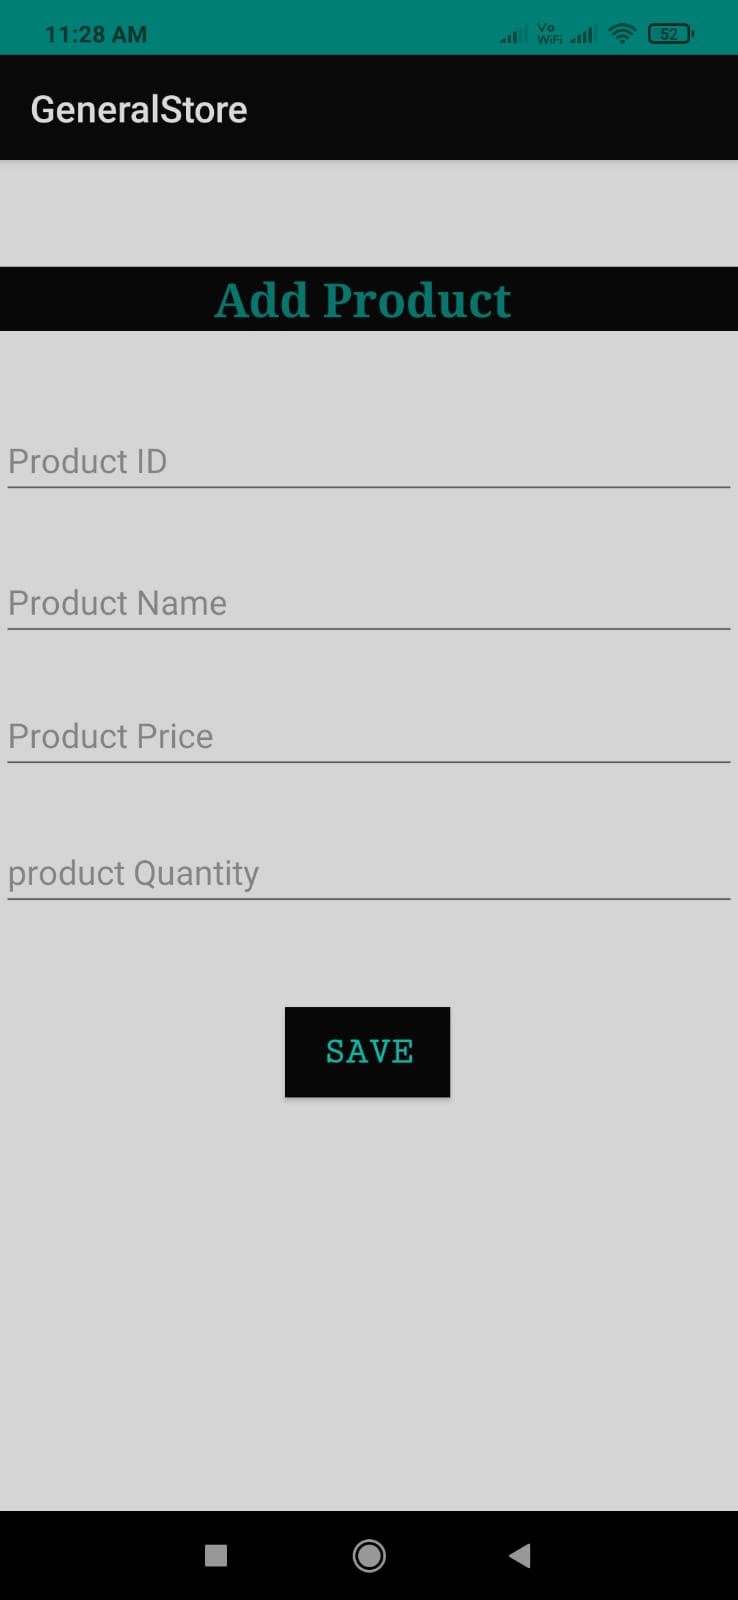 11:28 AM
Vo
WiFi
52
GeneralStore
Add Product
Product ID
Product Name
Product Price
product Quantity
SAVE